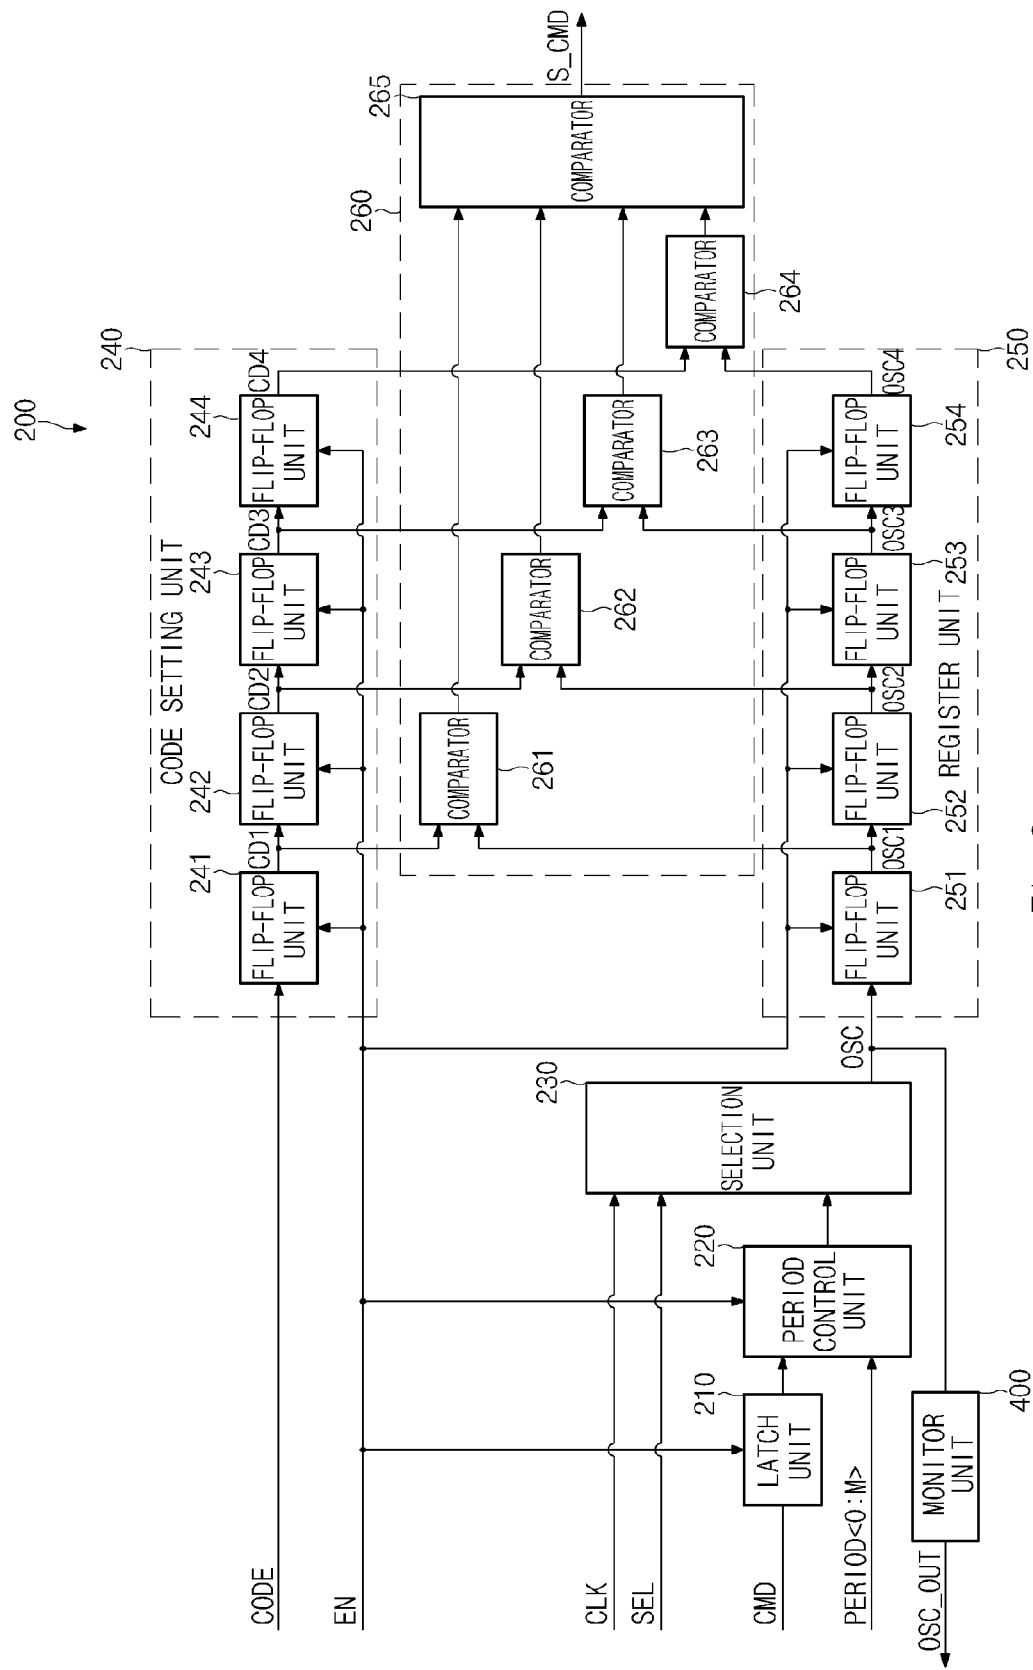 200
CODE SETTING UNIT
240
241
FLIP-FLOP
UNIT
CD1
242
FLIP-FLOP
UNIT
CD2
243
FLIP-FLOP
UNIT
CD3
244
FLIP-FLOP
UNIT
CD4
CODE
EN
260
COMPARATOR
261
COMPARATOR
262
COMPARATOR
263
COMPARATOR
264
265
COMPARATOR
IS_CMD
CLK
SEL
230
SELECTION
UNIT
CMD
210
LATCH
UNIT
220
PERIOD
CONTROL
UNIT
PERIOD<0:M>
OSC
FLIP-FLOP
UNIT
251
OSC1
FLIP-FLOP
UNIT
252
OSC2
FLIP-FLOP
UNIT
253
OSC3
FLIP-FLOP
UNIT
254
OSC4
REGISTER UNIT
250
OSC_OUT
MONITOR
UNIT
400